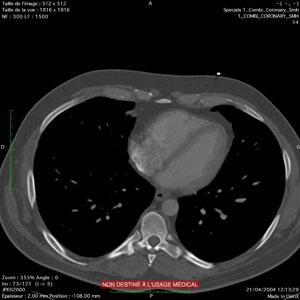 Taille de l'image : 512 x 512
Taille de la vue : 1816 x 1816
NF : 300 LF : 1500
A
- ( - , - )
Specials 1_Combi_Coronary_Smh
1_COMBI_CORONARY_SMH
14
D
G
Zoom : 355% Angle : 0
Im : 73/121 (I -> S)
JPEG2000
Epaisseur : 2.00 mm Position : -108.00 mm
NON DESTINÉ À L'USAGE MÉDICAL
P
21/04/2004 12:13:29
Made In OsiriX